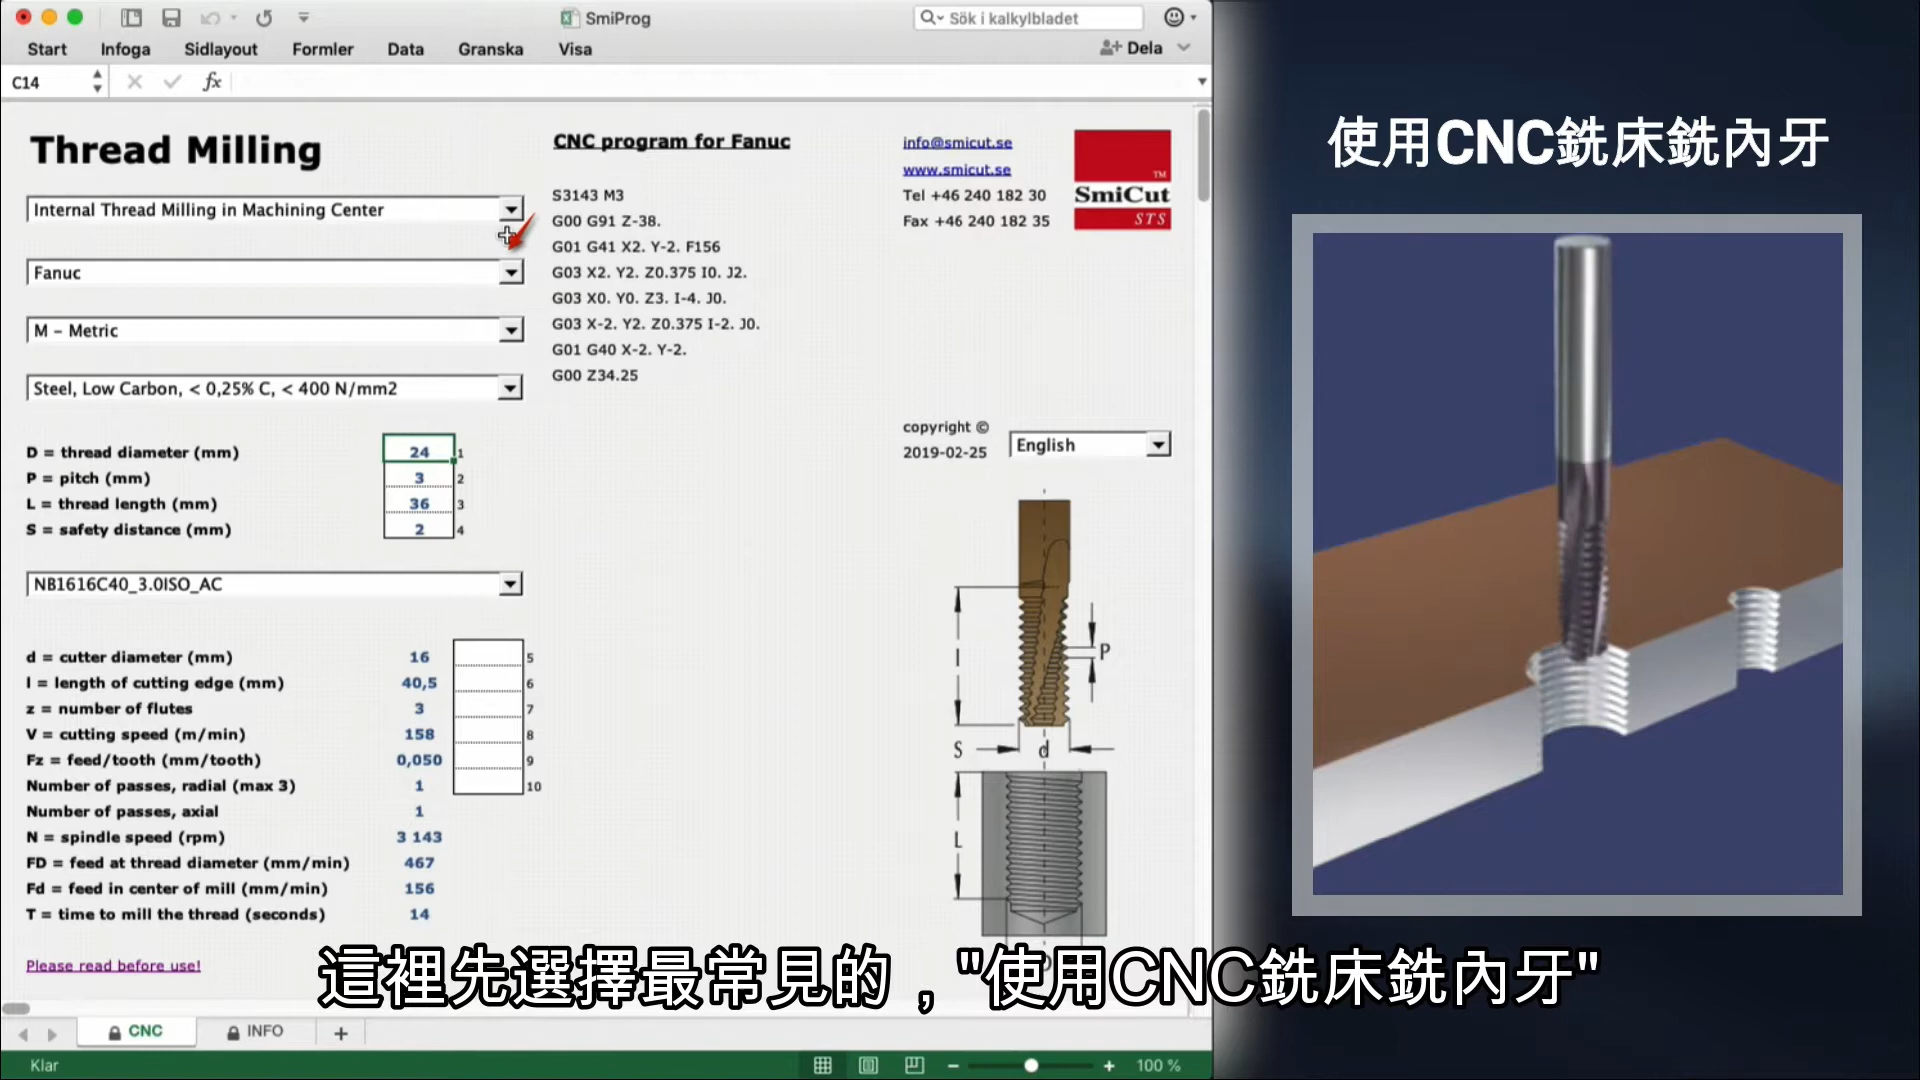 SmiProg
Sök i kalkylbladet
Start Infoga Sidlayout Formler Data Granska Visa
Dela
C14
fx
Thread Milling
Internal Thread Milling in Machining Center
Fanuc
M - Metric
Steel, Low Carbon, < 0,25% C, < 400 N/mm2
D = thread diameter (mm) 24 1
P = pitch (mm) 3 2
L = thread length (mm) 36 3
S = safety distance (mm) 2 4
NB1616C40_3.0ISO_AC
d = cutter diameter (mm) 16 5
l = length of cutting edge (mm) 40,5 6
z = number of flutes 3 7
V = cutting speed (m/min) 158 8
Fz = feed/tooth (mm/tooth) 0,050 9
Number of passes, radial (max 3) 1 10
Number of passes, axial 1
N = spindle speed (rpm) 3 143
FD = feed at thread diameter (mm/min) 467
Fd = feed in center of mill (mm/min) 156
T = time to mill the thread (seconds) 14
Please read before use!
CNC program for Fanuc
S3143 M3
G00 G91 Z-38.
G01 G41 X2. Y-2. F156
G03 X2. Y2. Z0.375 I0. J2.
G03 X0. Y0. Z3. I-4. J0.
G03 X-2. Y2. Z0.375 I-2. J0.
G01 G40 X-2. Y-2.
G00 Z34.25
info@smicut.se
www.smicut.se
Tel +46 240 182 30
Fax +46 240 182 35
TM
SmiCut
STS
copyright ©
2019-02-25
English
l
P
S
d
L
使用CNC銑床銑內牙
這裡先選擇最常見的，"使用CNC銑床銑內牙"
CNC INFO +
Klar
100 %